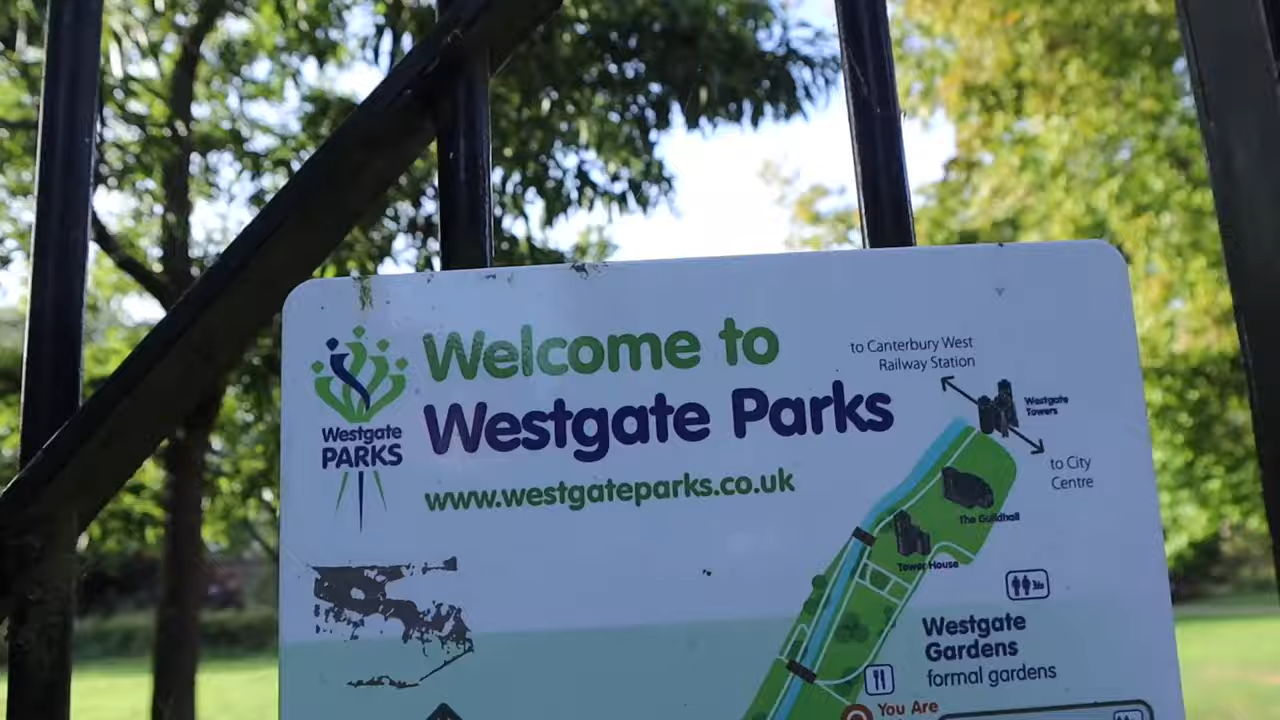 Welcome to
Westgate Parks
www.westgateparks.co.uk
Westgate
PARKS
to Canterbury West
Railway Station
Westgate
Towers
to City
Centre
The Guildhall
Tower House
Westgate
Gardens
formal gardens
You Are